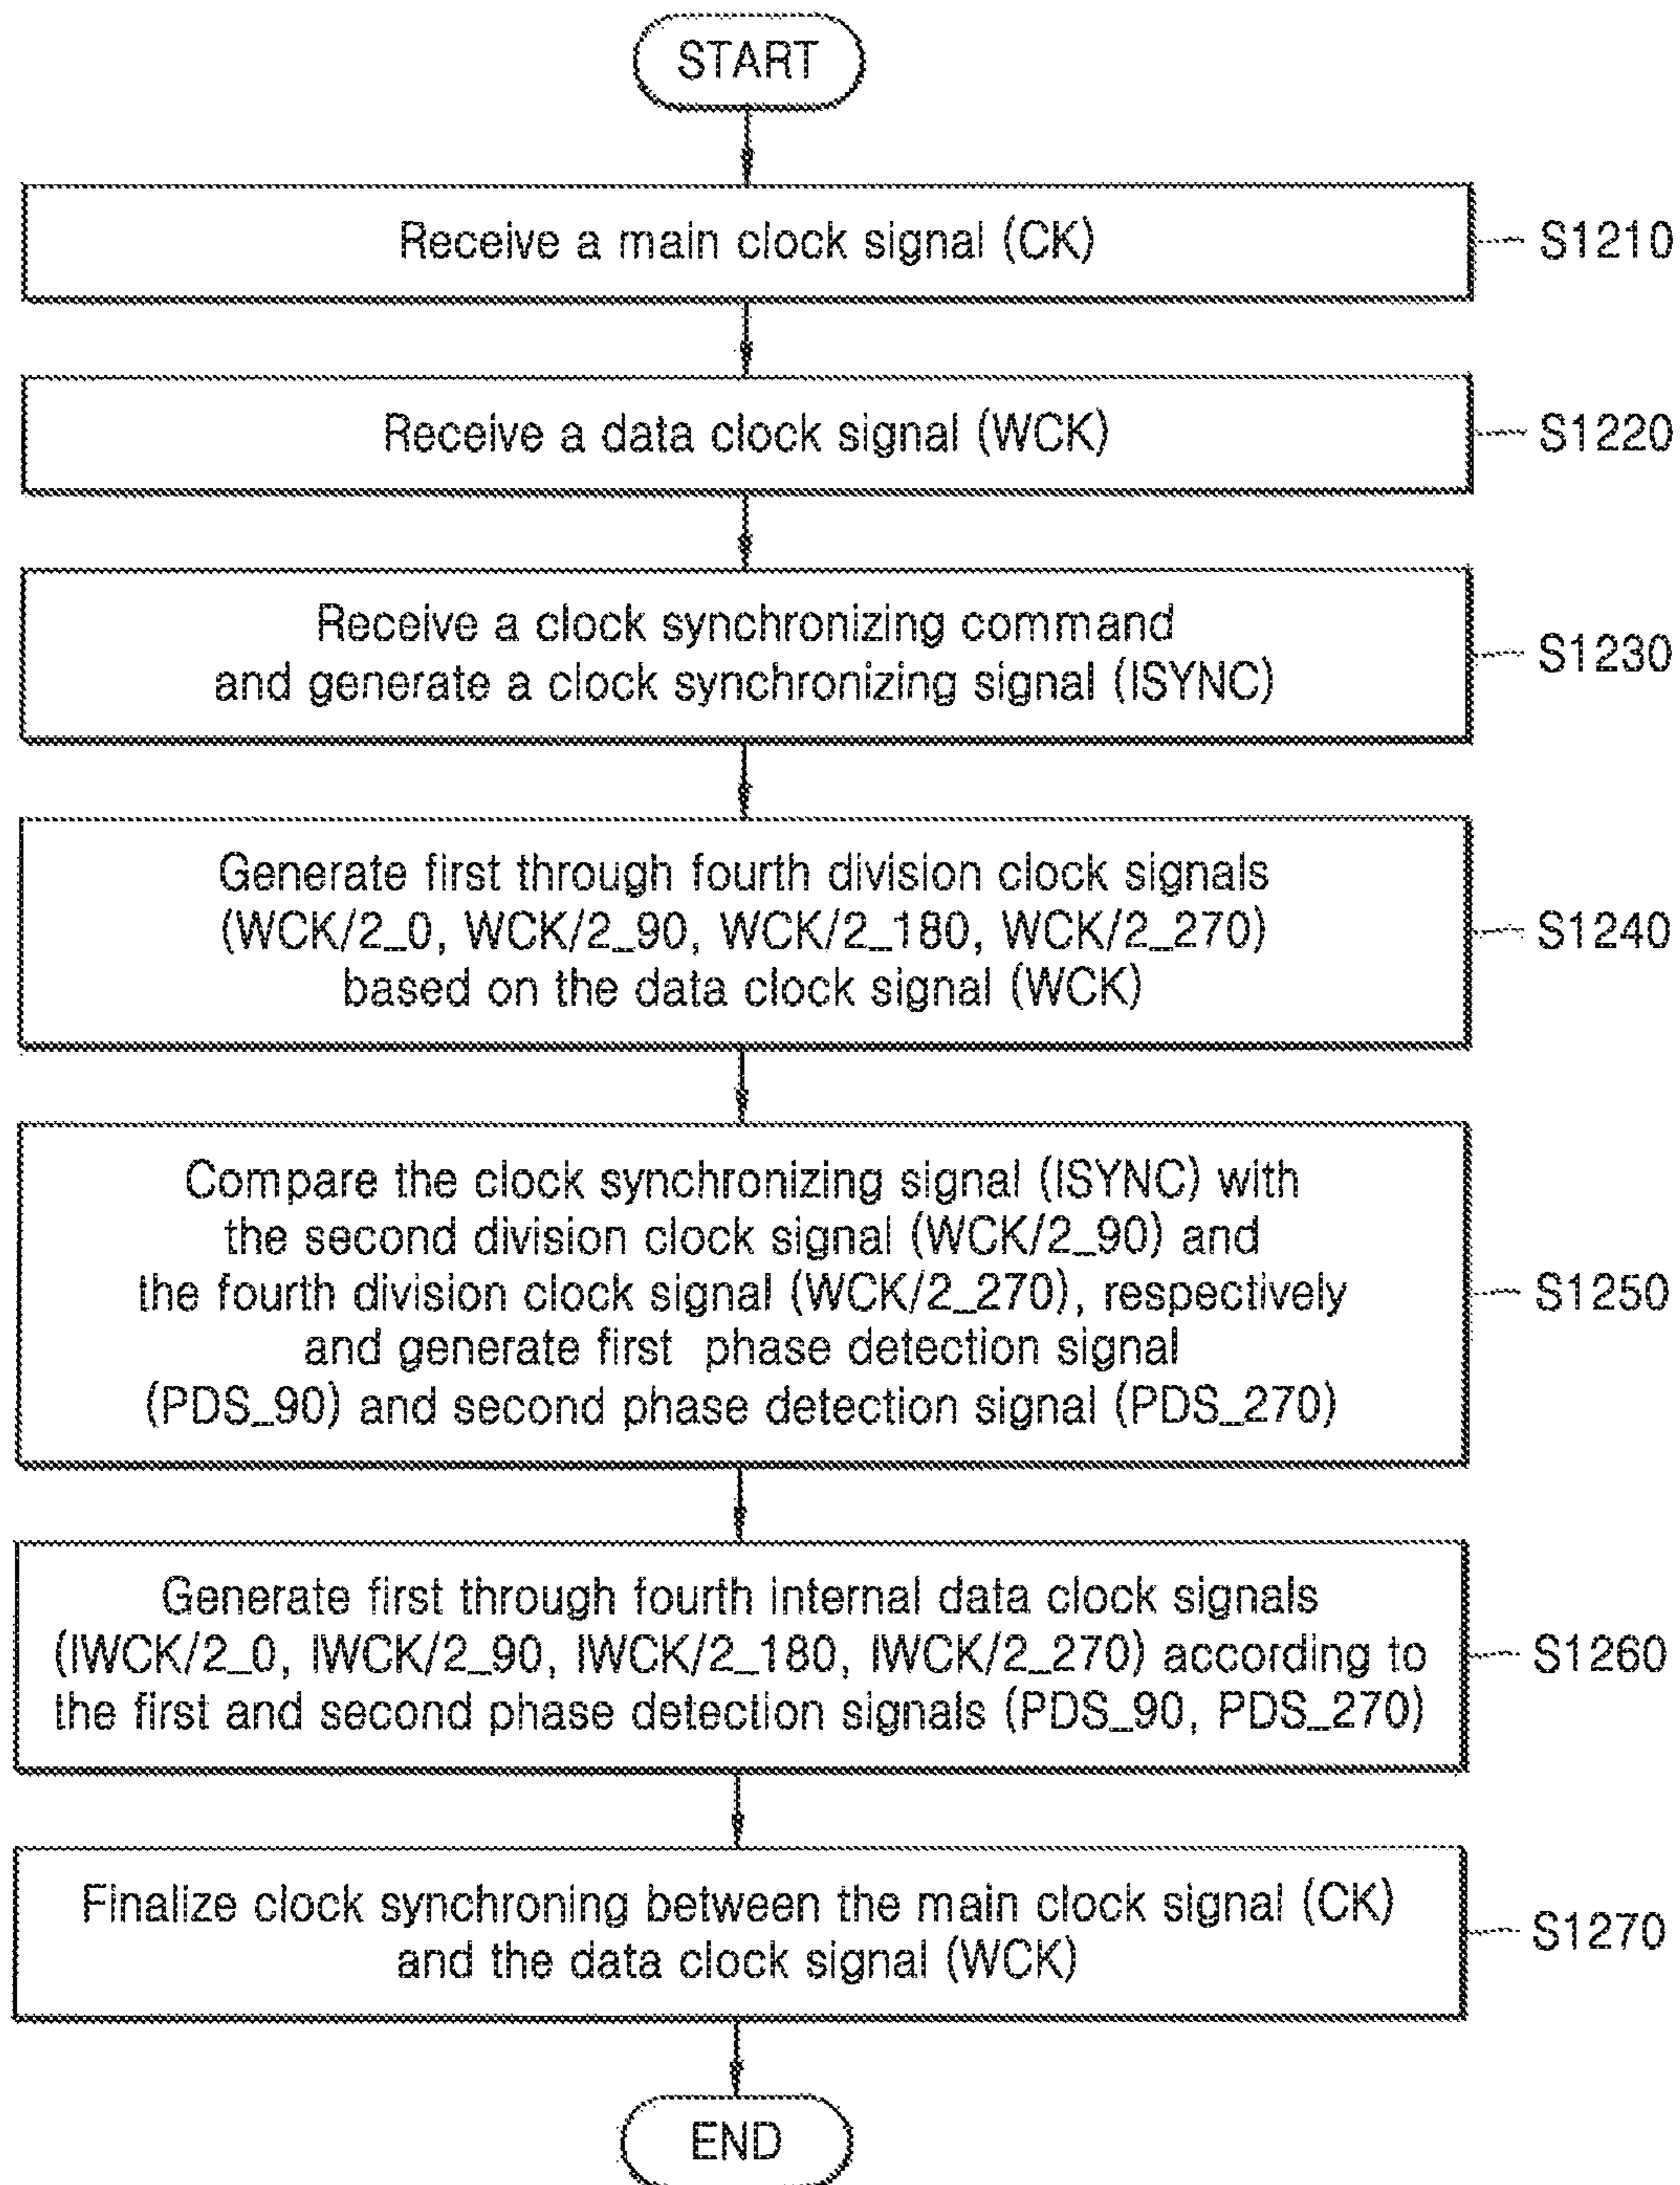 START
Receive a main clock signal (CK)
S1210
Receive a data clock signal (WCK)
S1220
Receive a clock synchronizing command
and generate a clock synchronizing signal (ISYNC)
S1230
Generate first through fourth division clock signals
(WCK/2_0, WCK/2_90, WCK/2_180, WCK/2_270)
based on the data clock signal (WCK)
S1240
Compare the clock synchronizing signal (ISYNC) with
the second division clock signal (WCK/2_90) and
the fourth division clock signal (WCK/2_270), respectively
and generate first phase detection signal
(PDS_90) and second phase detection signal (PDS_270)
S1250
Generate first through fourth internal data clock signals
(IWCK/2_0, IWCK/2_90, IWCK/2_180, IWCK/2_270) according to
the first and second phase detection signals (PDS_90, PDS_270)
S1260
Finalize clock synchroning between the main clock signal (CK)
and the data clock signal (WCK)
S1270
END